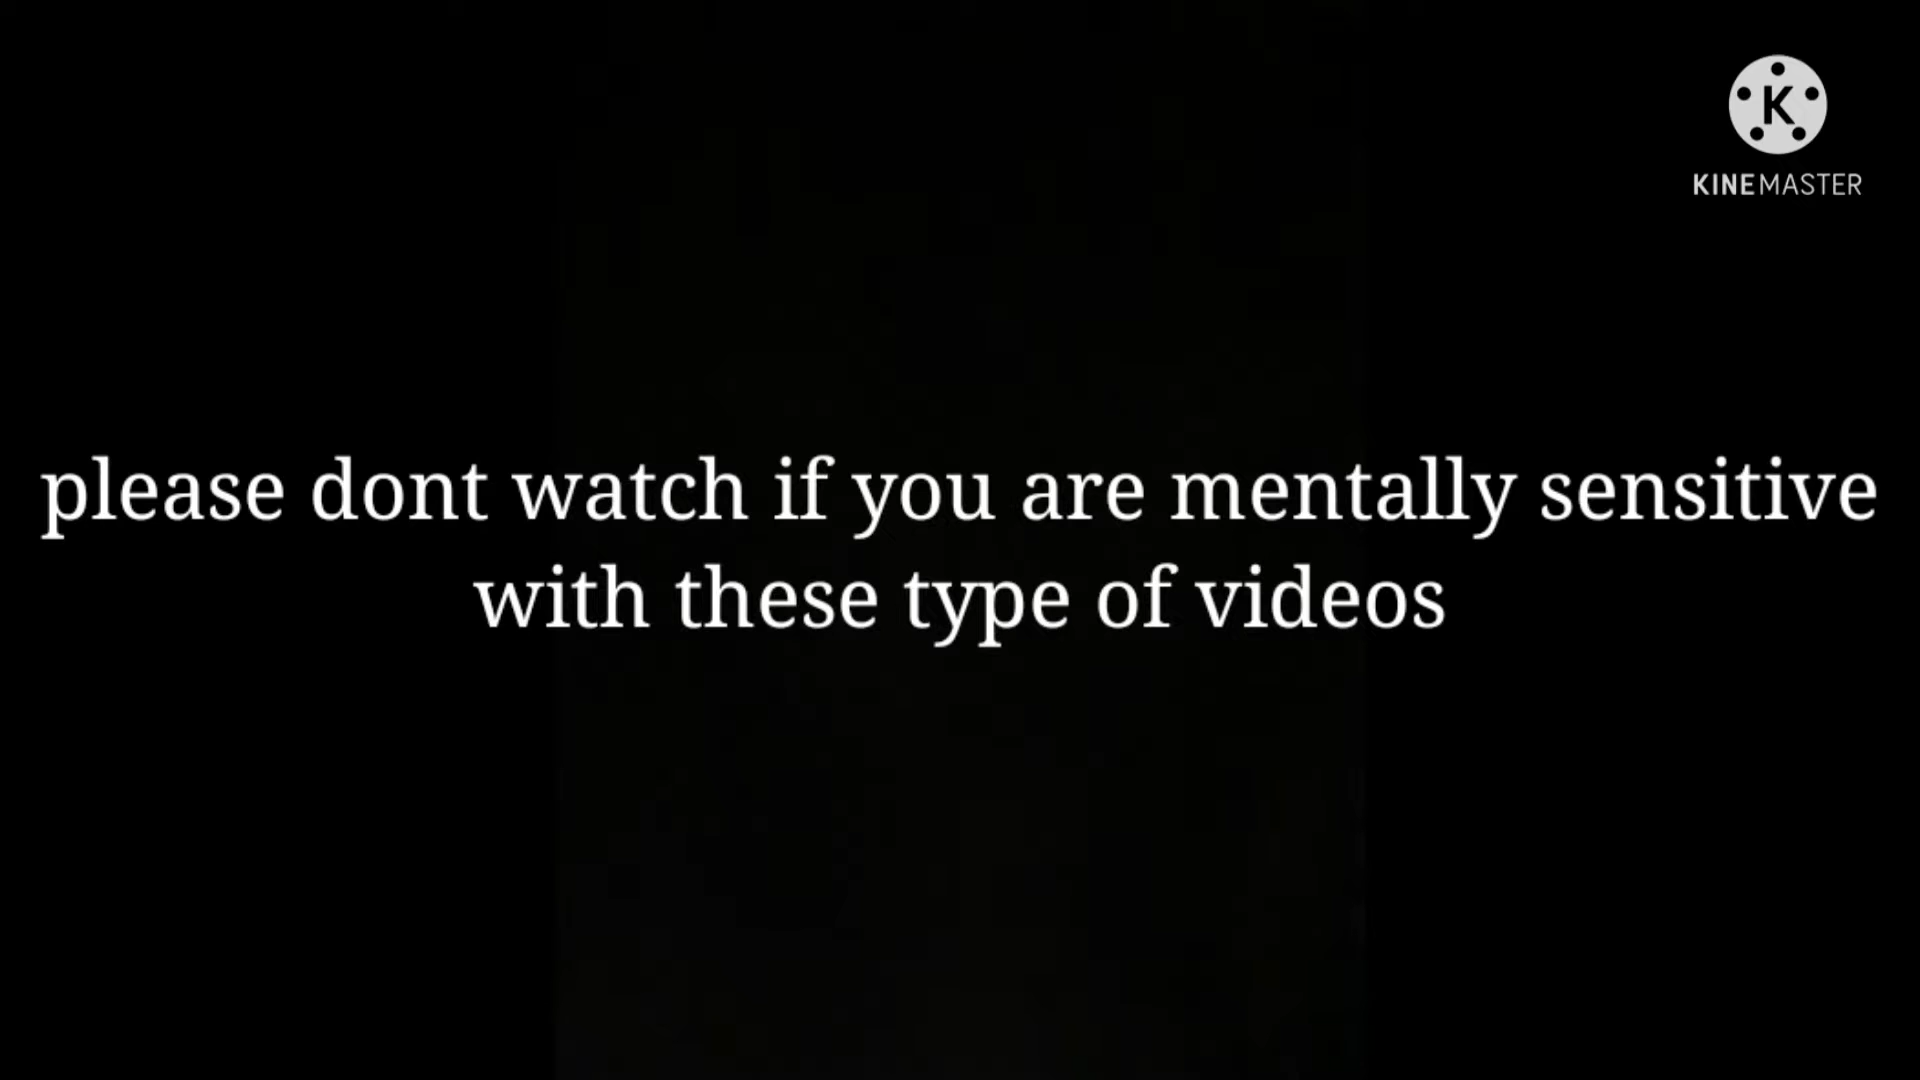 K
KINEMASTER
please dont watch if you are mentally sensitive
with these type of videos